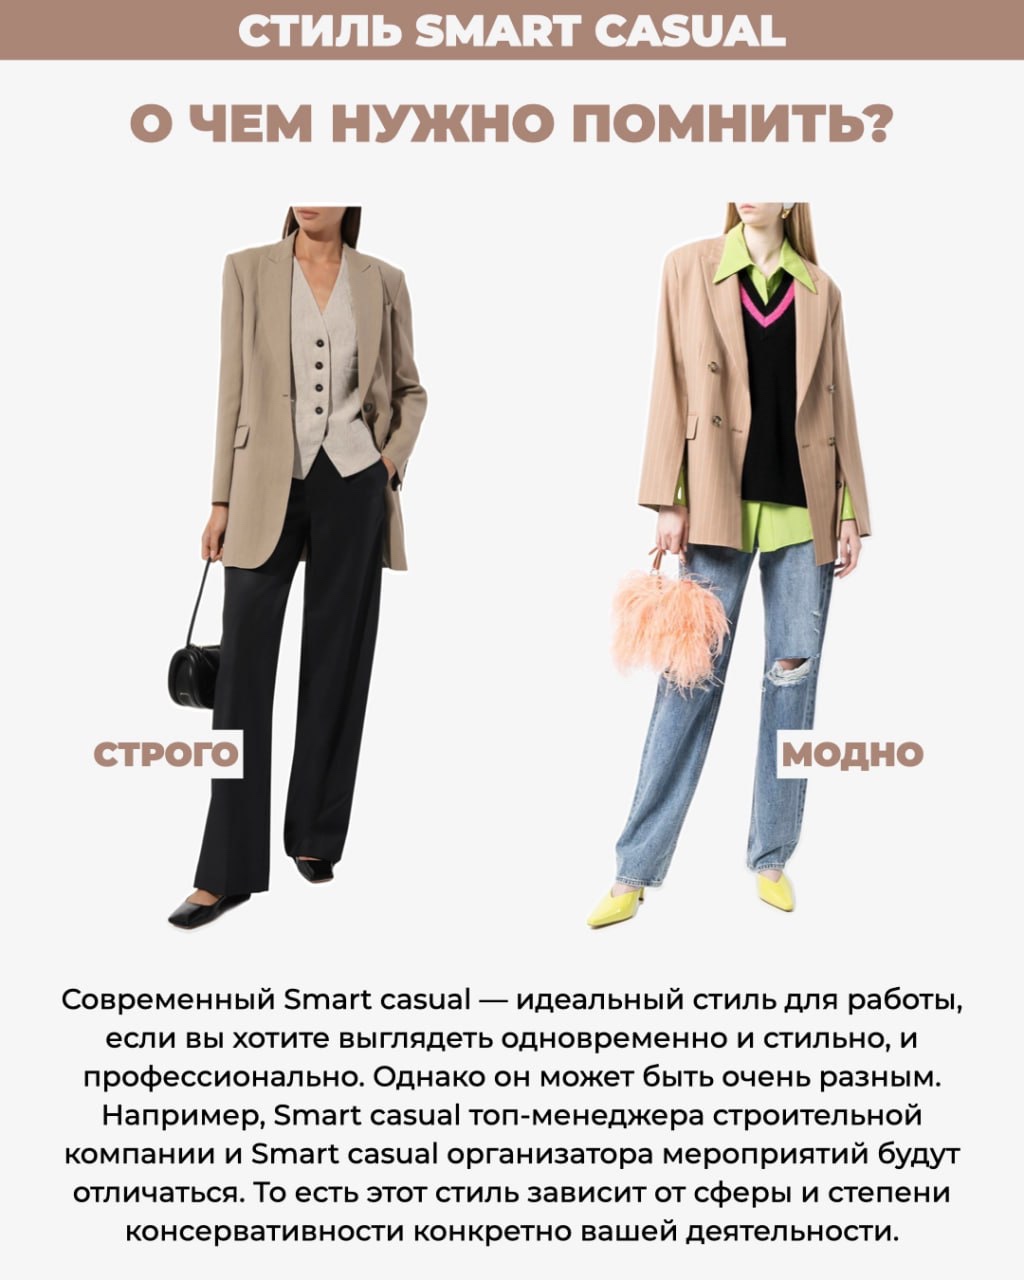 СТИЛЬ SMART CASUAL
О ЧЕМ НУЖНО ПОМНИТЬ?
СТРОГО
МОДНО
Современный Smart casual — идеальный стиль для работы,
если вы хотите выглядеть одновременно и стильно, и
профессионально. Однако он может быть очень разным.
Например, Smart casual топ-менеджера строительной
компании и Smart casual организатора мероприятий будут
отличаться. То есть этот стиль зависит от сферы и степени
консервативности конкретно вашей деятельности.